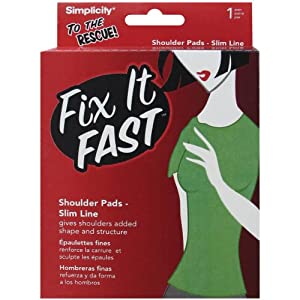 Simplicity®
TO THE
RESCUE!
Shoulder Pads - Slim Line
1
Fix It
FAST
Shoulder Pads -
Slim Line
gives shoulders added
shape and structure
Épaulettes fines
renforce la carrure et
sculpte les épaules
Hombreras finas
refuerza y da forma
a los hombros